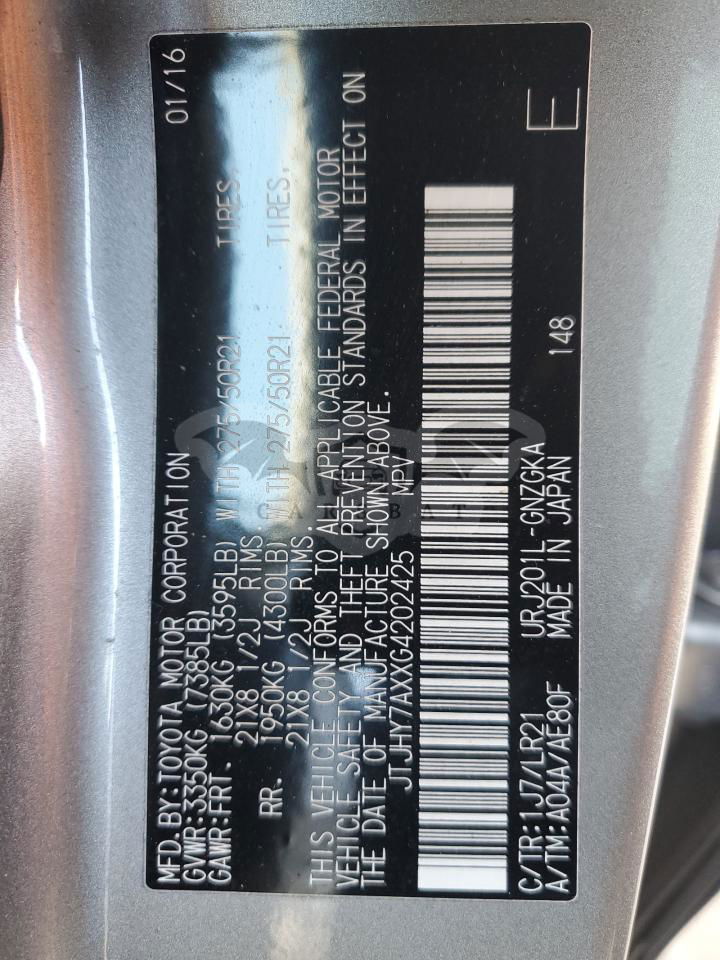 MFD.BY:TOYOTA MOTOR CORPORATION 01/16
GVWR:3350KG (7385LB)
GAWR:FRT. 1630KG (3595LB) WITH 275/50R21 TIRES,
21X8 1/2J RIMS.
RR. 1950KG (4300LB) WITH 275/50R21 TIRES,
21X8 1/2J RIMS.
THIS VEHICLE CONFORMS TO ALL APPLICABLE FEDERAL MOTOR
VEHICLE SAFETY AND THEFT PREVENTION STANDARDS IN EFFECT ON
THE DATE OF MANUFACTURE SHOWN ABOVE.
JTJHY7AXXG4202425 MPV
C/TR:1J7/LR21 URJ201L-GNZGKA
A/TM:A04A/AE80F MADE IN JAPAN 148 E